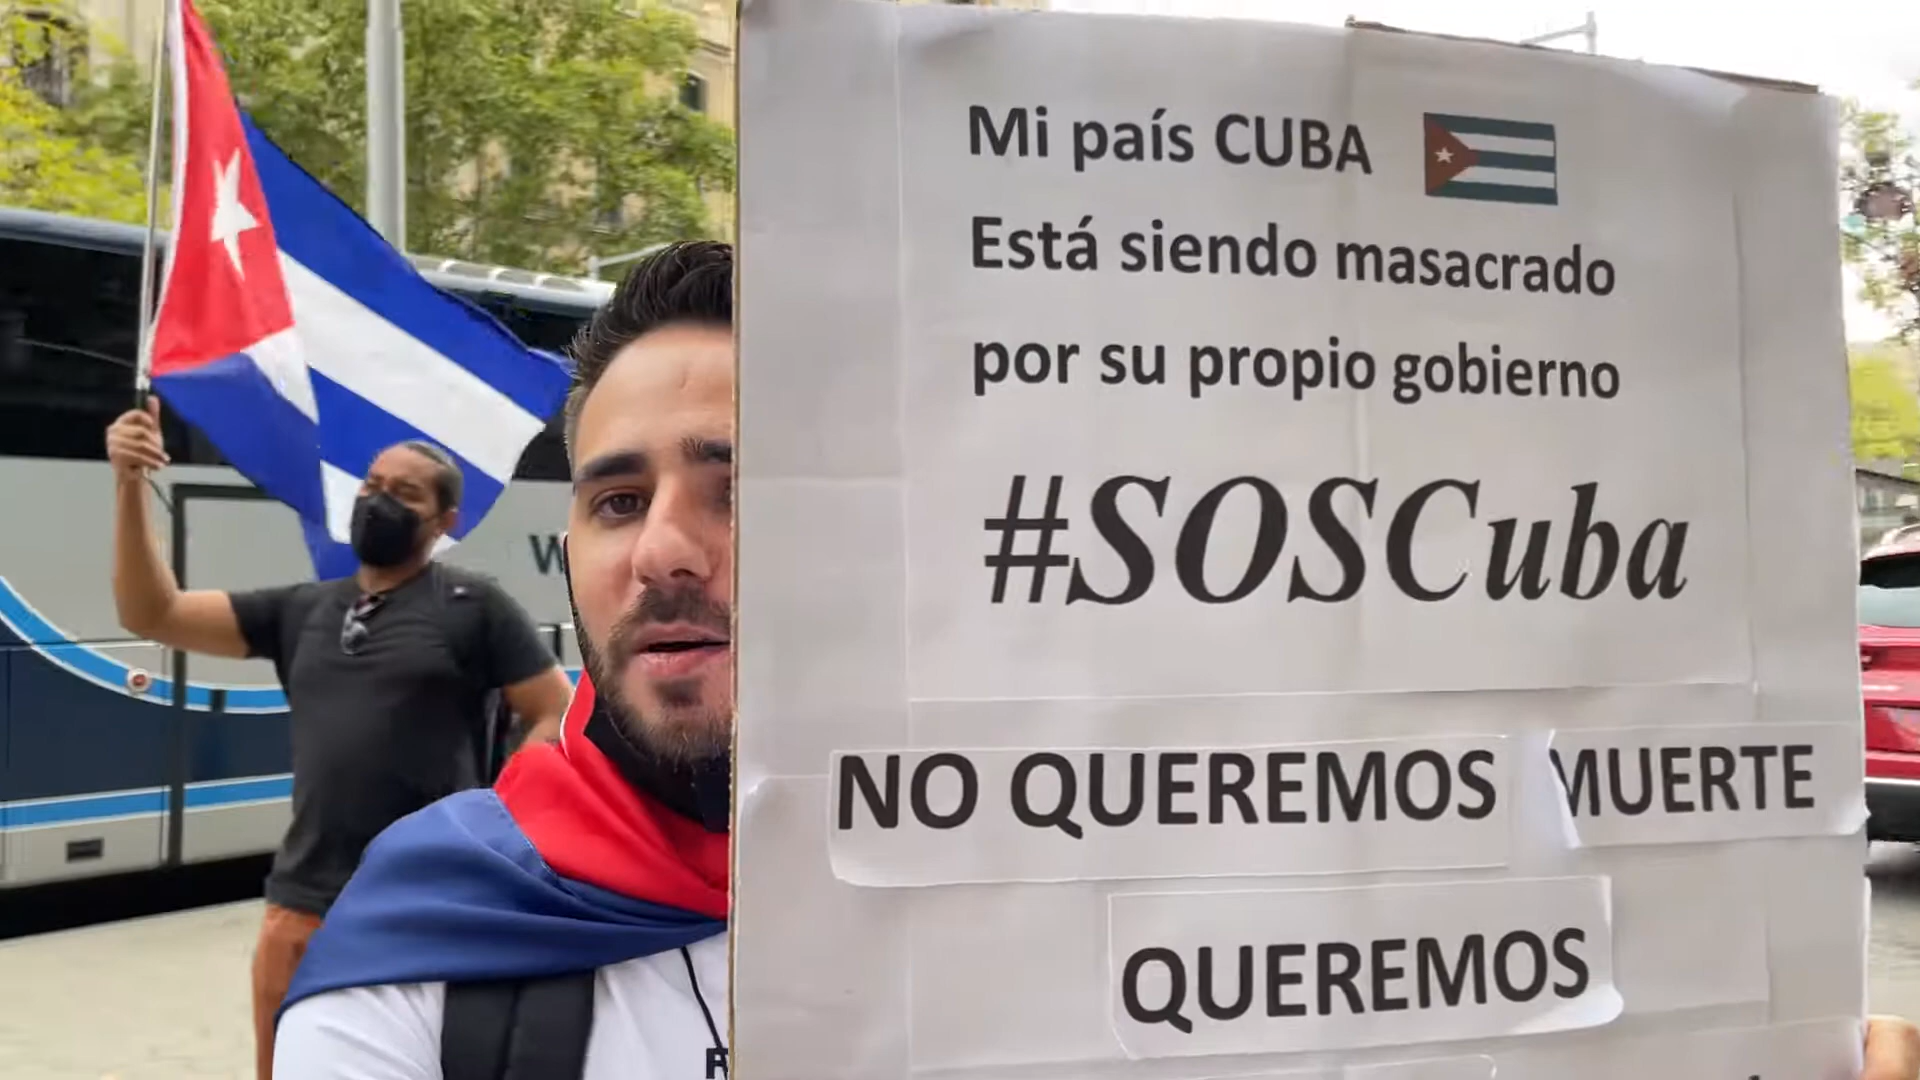 Mi país CUBA
Está siendo masacrado
por su propio gobierno
#SOSCuba
NO QUEREMOS MUERTE
QUEREMOS